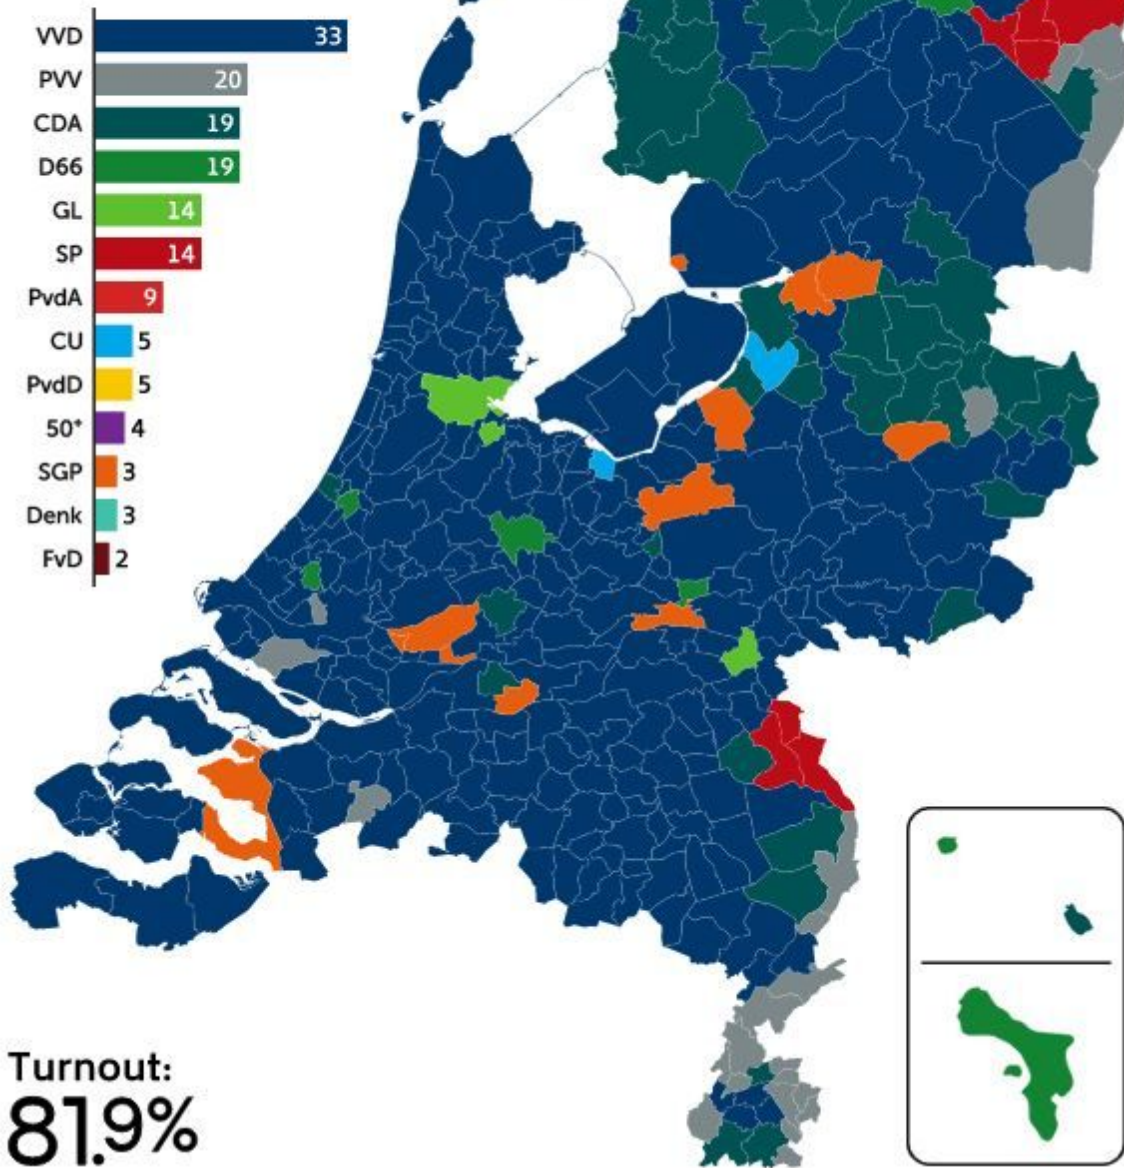 VVD 33
PVV 20
CDA 19
D66 19
GL 14
SP 14
PvdA 9
CU 5
PvdD 5
50+ 4
SGP 3
Denk 3
FvD 2
Turnout:
81.9%